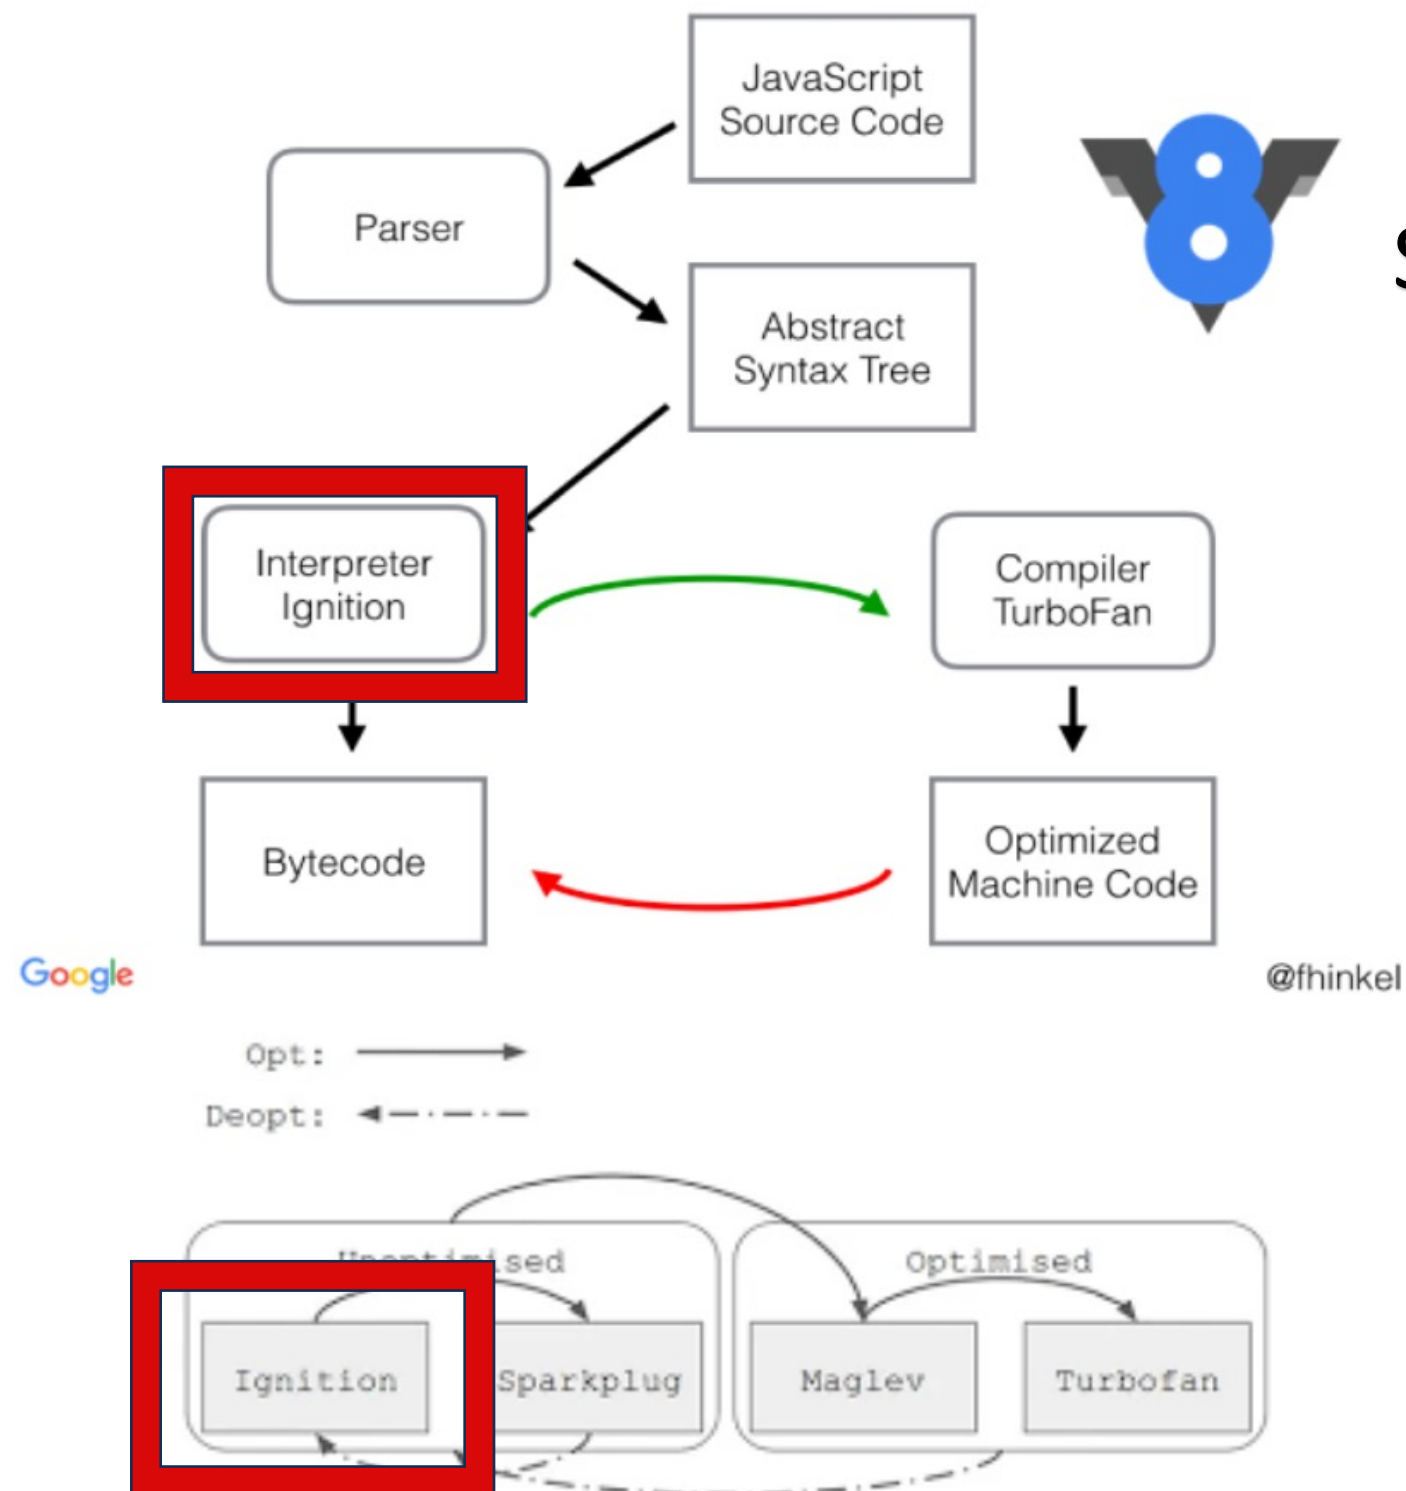 JavaScript
Source Code
Parser
8
Abstract
Syntax Tree
Interpreter
Ignition
Compiler
TurboFan
Bytecode
Optimized
Machine Code
Google
@fhinkel
Opt:
Deopt:
Optimised
Ignition
Sparkplug
Maglev
Turbofan